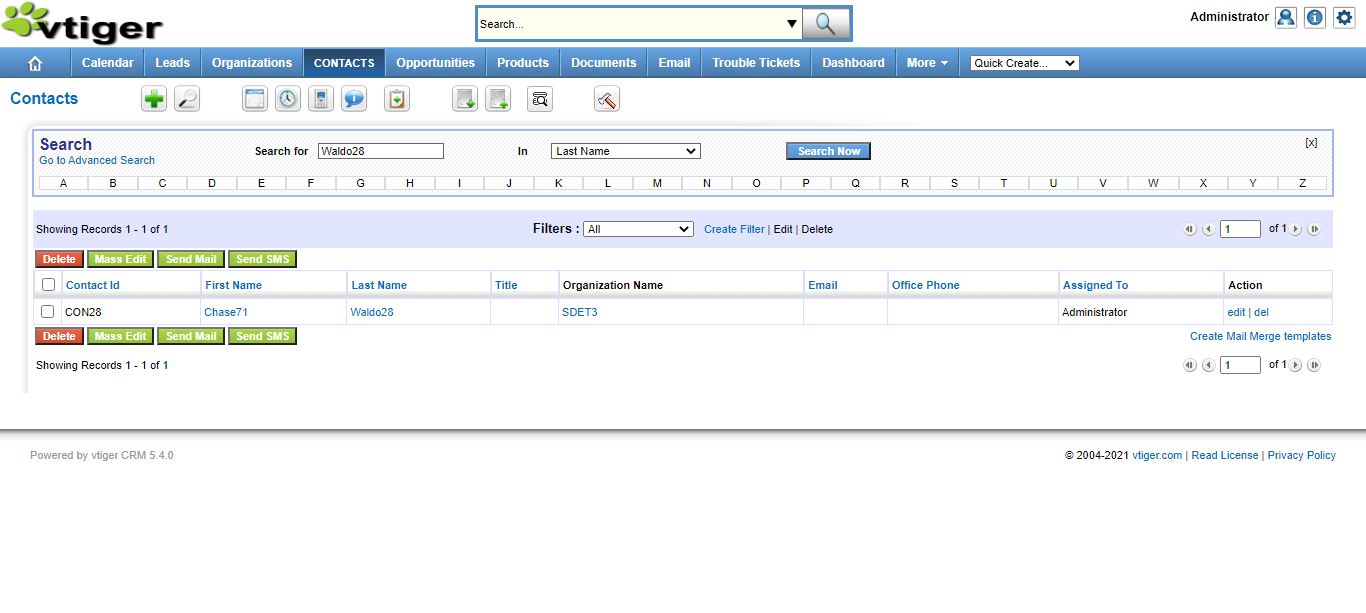 vtiger
Search...
Administrator
Calendar Leads Organizations CONTACTS Opportunities Products Documents Email Trouble Tickets Dashboard More Quick Create...
Contacts
Search
Go to Advanced Search
Search for Waldo28 In Last Name Search Now [x]
A B C D E F G H I J K L M N O P Q R S T U V W X Y Z
Showing Records 1 - 1 of 1 Filters : All Create Filter | Edit | Delete 1 of 1
Delete Mass Edit Send Mail Send SMS
Contact Id First Name Last Name Title Organization Name Email Office Phone Assigned To Action
CON28 Chase71 Waldo28 SDET3 Administrator edit | del
Delete Mass Edit Send Mail Send SMS Create Mail Merge templates
Showing Records 1 - 1 of 1 1 of 1
Powered by vtiger CRM 5.4.0 © 2004-2021 vtiger.com | Read License | Privacy Policy